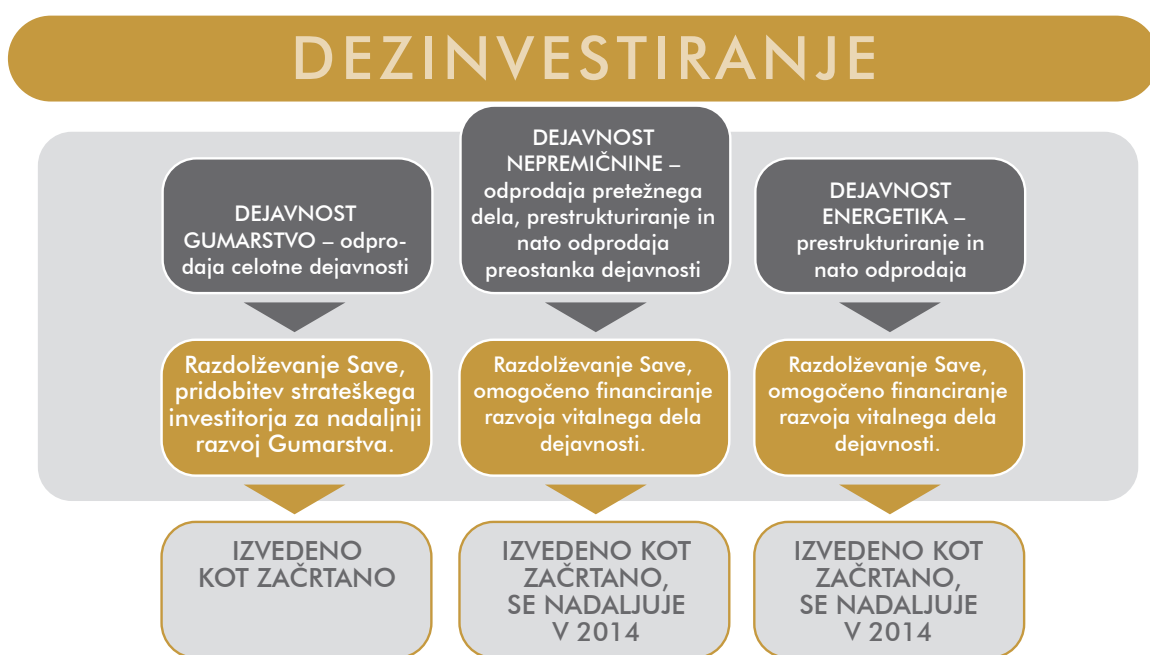 DEZINVESTIRANJE
DEJAVNOST
GUMARSTVO – odpro-
daja celotne dejavnosti
DEJAVNOST
NEPREMIČNINE –
odprodaja pretežnega
dela, prestrukturiranje in
nato odprodaja
preostanka dejavnosti
DEJAVNOST
ENERGETIKA –
prestrukturiranje in
nato odprodaja
Razdolževanje Save,
pridobitev strateškega
investitorja za nadaljnji
razvoj Gumarstva.
Razdolževanje Save,
omogočeno financiranje
razvoja vitalnega dela
dejavnosti.
Razdolževanje Save,
omogočeno financiranje
razvoja vitalnega dela
dejavnosti.
IZVEDENO
KOT ZAČRTANO
IZVEDENO KOT
ZAČRTANO,
SE NADALJUJE
V 2014
IZVEDENO KOT
ZAČRTANO,
SE NADALJUJE
V 2014